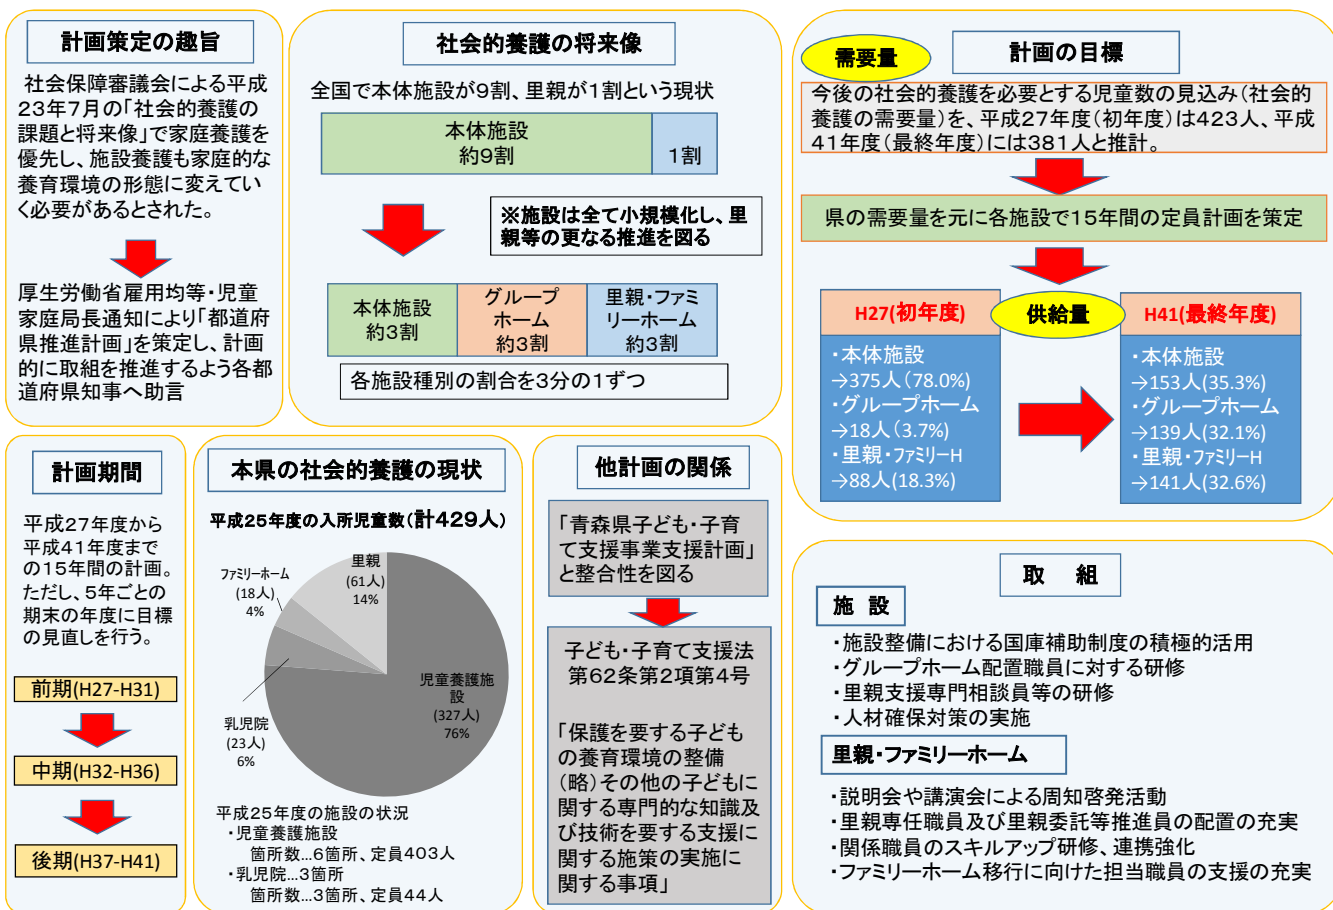 計画策定の趣旨
社会保障審議会による平成
23年7月の「社会的養護の
課題と将来像」で家庭養護を
優先し、施設養護も家庭的な
養育環境の形態に変えてい
く必要があるとされた。
厚生労働省雇用均等・児童
家庭局長通知により「都道府
県推進計画」を策定し、計画
的に取組を推進するよう各都
道府県知事へ助言
社会的養護の将来像
全国で本体施設が9割、里親が1割という現状
本体施設
約9割
1割
※施設は全て小規模化し、里
親等の更なる推進を図る
本体施設
約3割
グループ
ホーム
約3割
里親・ファミ
リーホーム
約3割
各施設種別の割合を3分の1ずつ
需要量
計画の目標
今後の社会的養護を必要とする児童数の見込み(社会的
養護の需要量)を、平成27年度(初年度)は423人、平成
41年度(最終年度)には381人と推計。
県の需要量を元に各施設で15年間の定員計画を策定
H27(初年度)
・本体施設
→375人(78.0%)
・グループホーム
→18人(3.7%)
・里親・ファミリーH
→88人(18.3%)
供給量
H41(最終年度)
・本体施設
→153人(35.3%)
・グループホーム
→139人(32.1%)
・里親・ファミリーH
→141人(32.6%)
計画期間
平成27年度から
平成41年度まで
の15年間の計画。
ただし、5年ごとの
期末の年度に目標
の見直しを行う。
前期(H27-H31)
中期(H32-H36)
後期(H37-H41)
本県の社会的養護の現状
平成25年度の入所児童数(計429人)
里親
(61人)
14%
ファミリーホーム
(18人)
4%
乳児院
(23人)
6%
児童養護施
設
(327人)
76%
平成25年度の施設の状況
・児童養護施設
箇所数…6箇所、定員403人
・乳児院…3箇所
箇所数…3箇所、定員44人
他計画の関係
「青森県子ども・子育
て支援事業支援計画」
と整合性を図る
子ども・子育て支援法
第62条第2項第4号
「保護を要する子ども
の養育環境の整備
(略)その他の子どもに
関する専門的な知識及
び技術を要する支援に
関する施策の実施に
関する事項」
取 組
施 設
・施設整備における国庫補助制度の積極的活用
・グループホーム配置職員に対する研修
・里親支援専門相談員等の研修
・人材確保対策の実施
里親・ファミリーホーム
・説明会や講演会による周知啓発活動
・里親専任職員及び里親委託等推進員の配置の充実
・関係職員のスキルアップ研修、連携強化
・ファミリーホーム移行に向けた担当職員の支援の充実